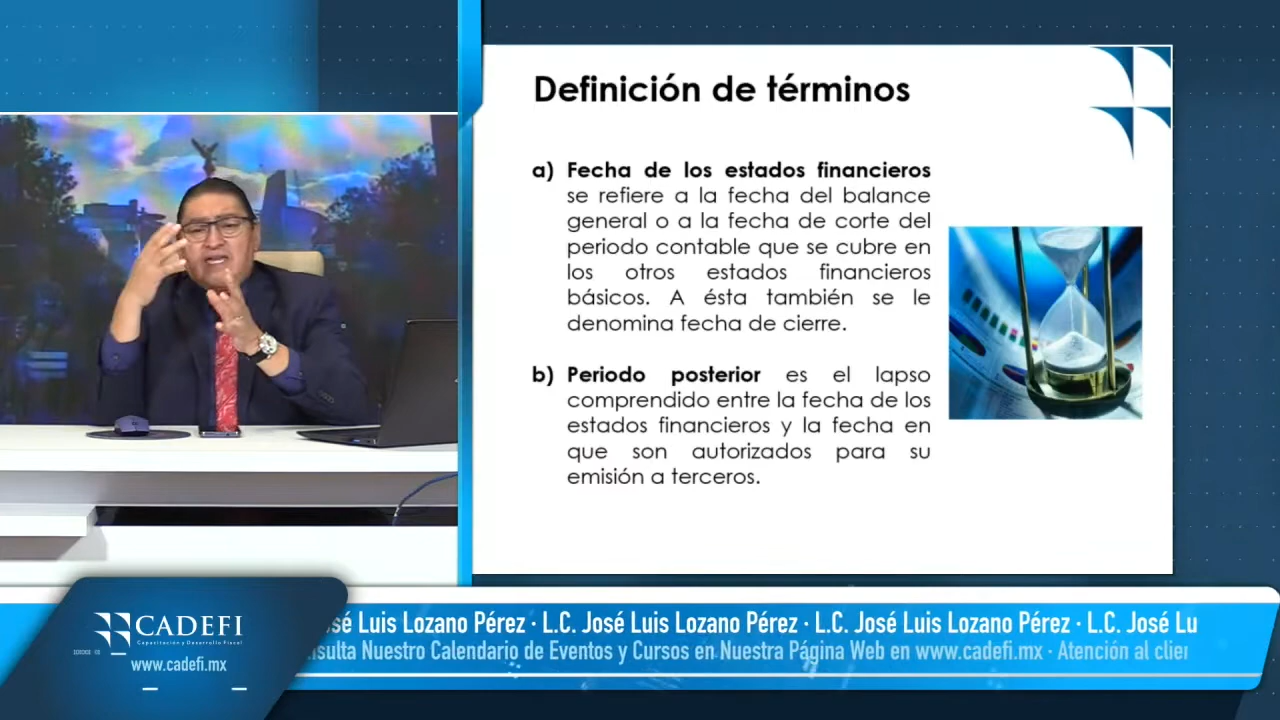 Definición de términos
a) Fecha de los estados financieros
se refiere a la fecha del balance
general o a la fecha de corte del
periodo contable que se cubre en
los otros estados financieros
básicos. A ésta también se le
denomina fecha de cierre.
b) Periodo posterior es el lapso
comprendido entre la fecha de los
estados financieros y la fecha en
que son autorizados para su
emisión a terceros.
CADEFI
Capacitación y Desarrollo Fiscal
www.cadefi.mx
Luis Lozano Pérez · L.C. José Luis Lozano Pérez · L.C. José Luis Lozano Pérez · L.C. José Lu
Nuestro Calendario de Eventos y Cursos en Nuestra Página Web en www.cadefi.mx · Atención al